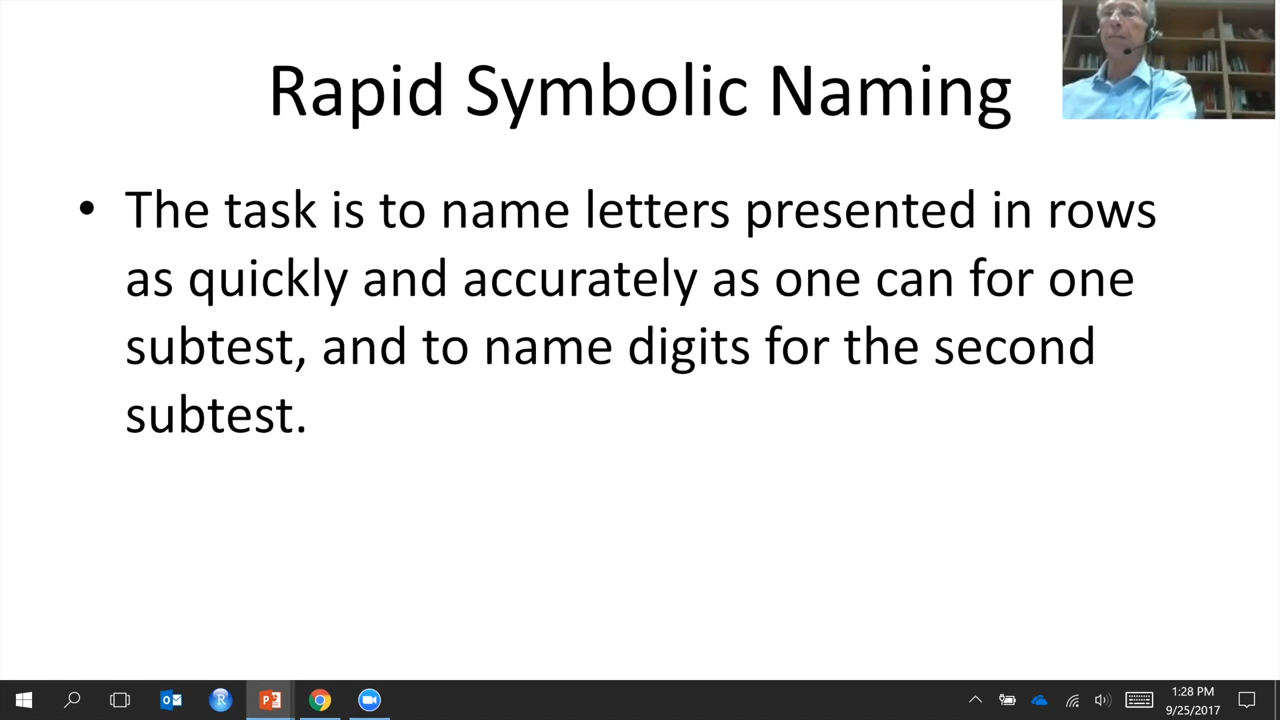 Rapid Symbolic Naming
• The task is to name letters presented in rows
as quickly and accurately as one can for one
subtest, and to name digits for the second
subtest.
1:28 PM
9/25/2017